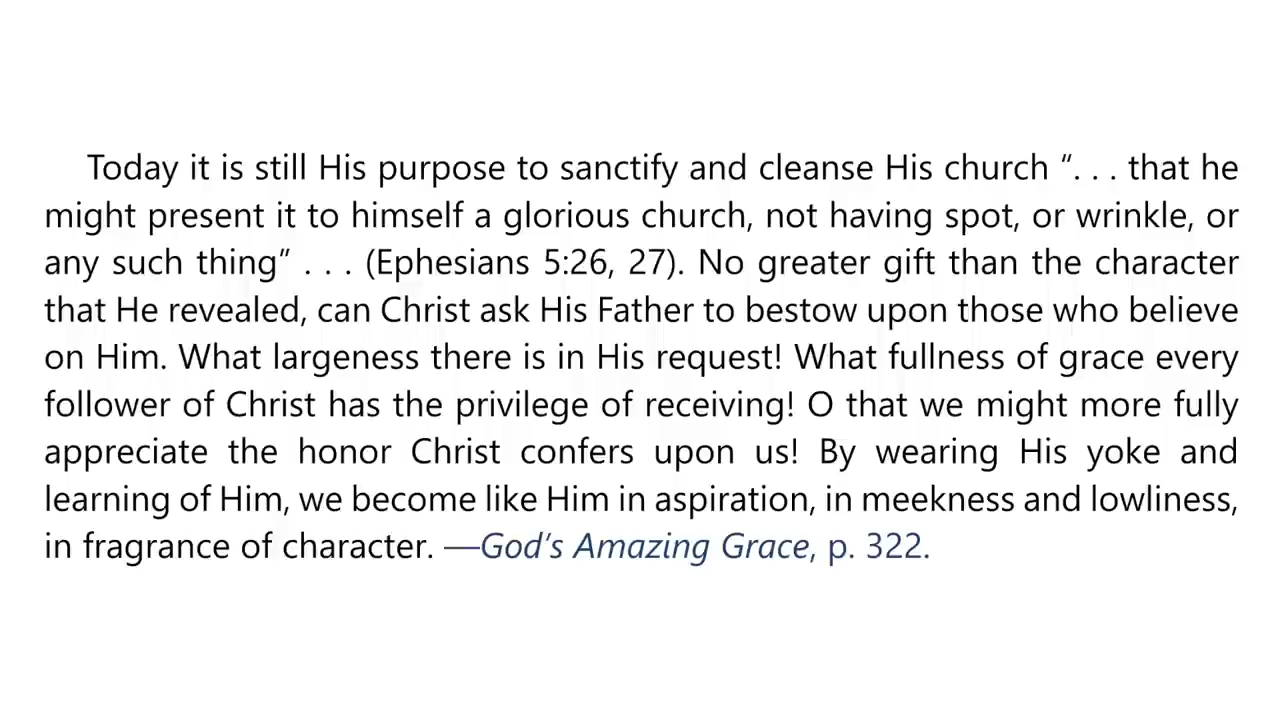 Today it is still His purpose to sanctify and cleanse His church “. . . that he
might present it to himself a glorious church, not having spot, or wrinkle, or
any such thing” . . . (Ephesians 5:26, 27). No greater gift than the character
that He revealed, can Christ ask His Father to bestow upon those who believe
on Him. What largeness there is in His request! What fullness of grace every
follower of Christ has the privilege of receiving! O that we might more fully
appreciate the honor Christ confers upon us! By wearing His yoke and
learning of Him, we become like Him in aspiration, in meekness and lowliness,
in fragrance of character. —God’s Amazing Grace, p. 322.